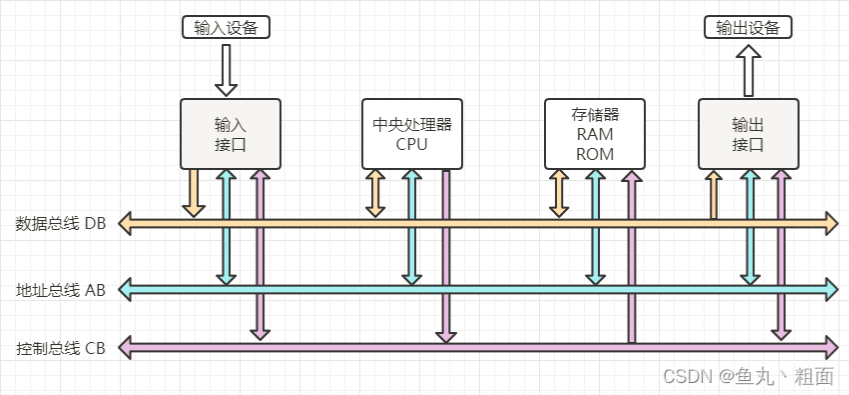 输入设备
输出设备
输入
接口
中央处理器
CPU
存储器
RAM
ROM
输出
接口
数据总线 DB
地址总线 AB
控制总线 CB
CSDN @鱼丸丶粗面